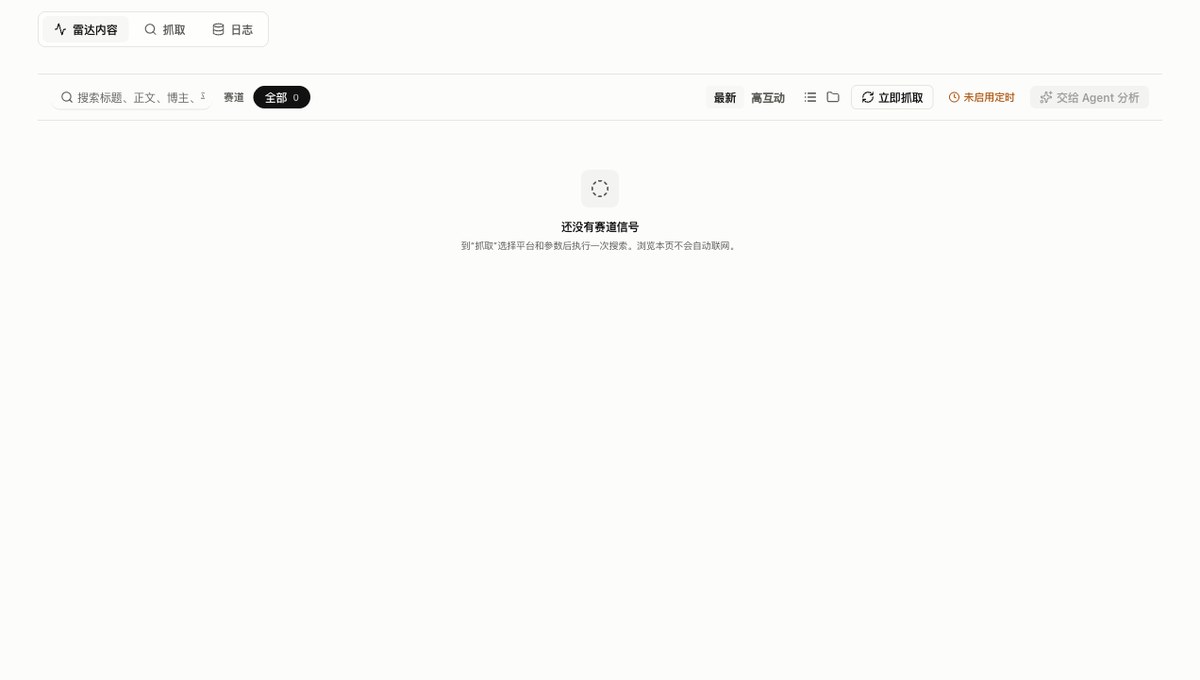 雷达内容 抓取 日志
搜索标题、正文、博主、 赛道 全部 0 最新 高互动 立即抓取 未启用定时 交给 Agent 分析
还没有赛道信号
到“抓取”选择平台和参数后执行一次搜索。浏览本页不会自动联网。